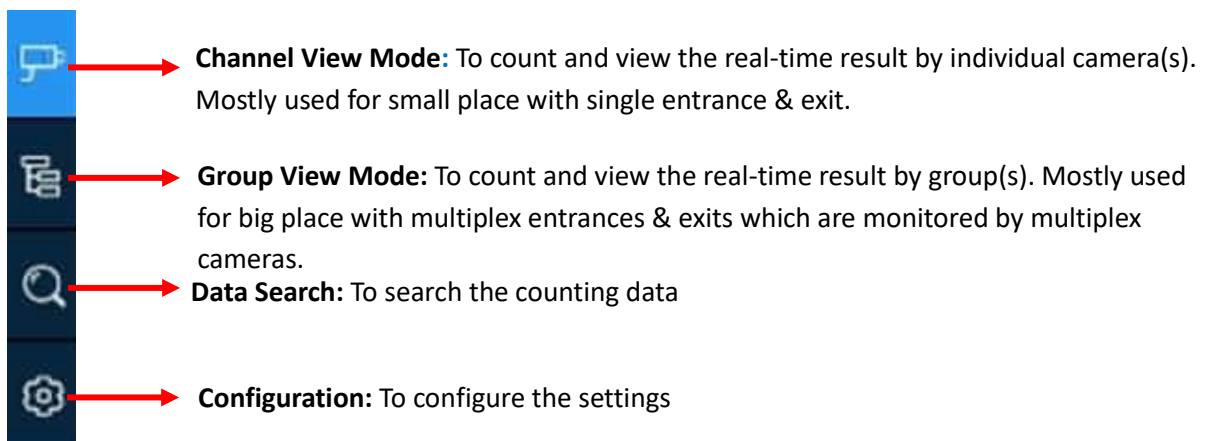 Channel View Mode: To count and view the real-time result by individual camera(s).
Mostly used for small place with single entrance & exit.
Group View Mode: To count and view the real-time result by group(s). Mostly used
for big place with multiplex entrances & exits which are monitored by multiplex
cameras.
Data Search: To search the counting data
Configuration: To configure the settings